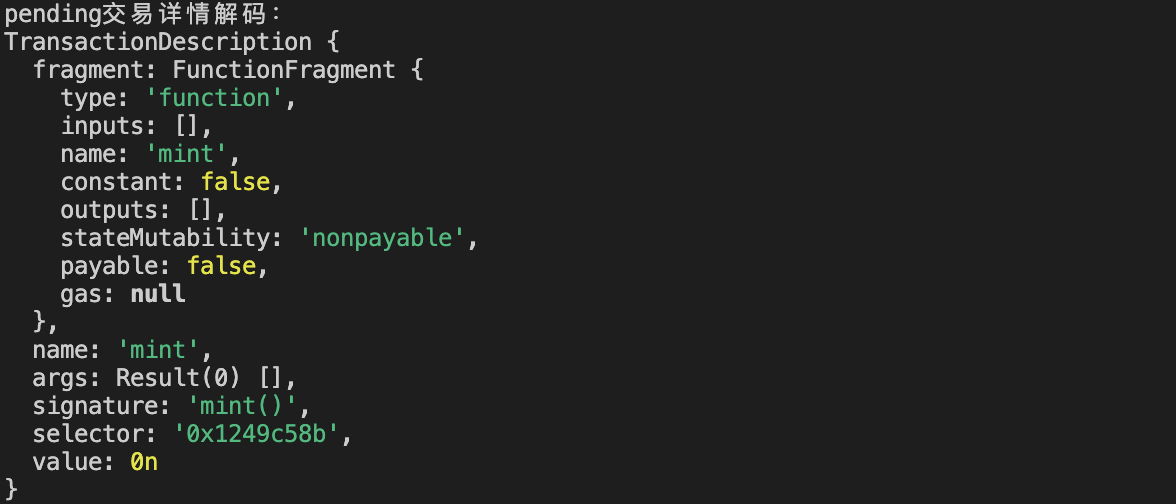 pending交易详情解码：
TransactionDescription {
  fragment: FunctionFragment {
    type: 'function',
    inputs: [],
    name: 'mint',
    constant: false,
    outputs: [],
    stateMutability: 'nonpayable',
    payable: false,
    gas: null
  },
  name: 'mint',
  args: Result(0) [],
  signature: 'mint()',
  selector: '0x1249c58b',
  value: 0n
}